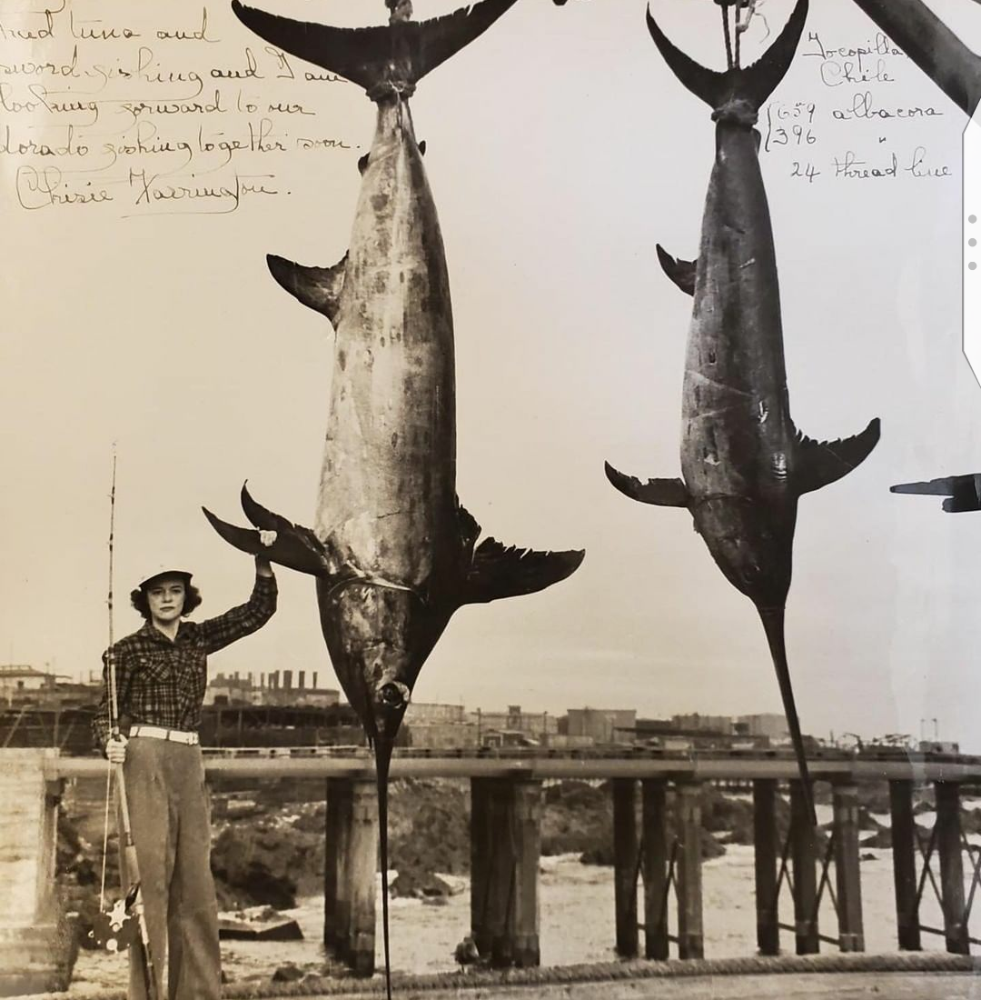 tuna and
sword fishing and I am
looking forward to our
dorado fishing together soon.
Chisie Farrington.
Tocopilla,
Chile
659 albacora
396 "
24 thread line